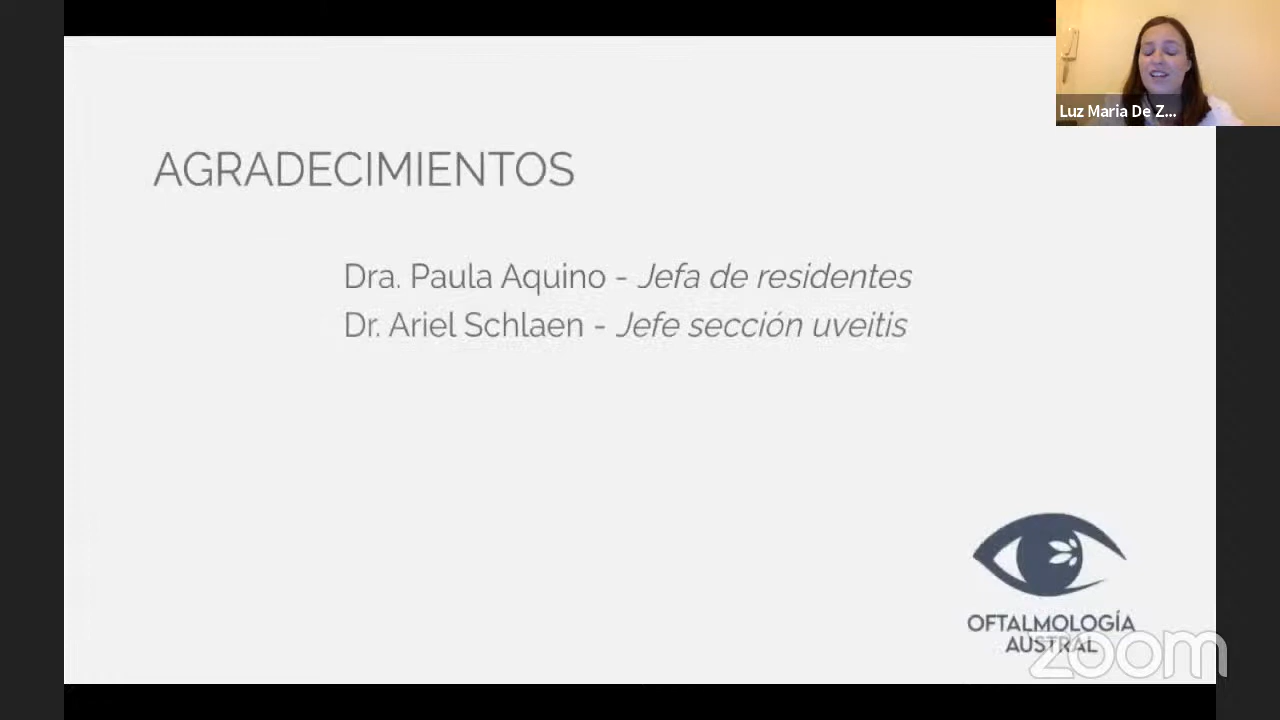 Luz Maria De Z...
AGRADECIMIENTOS
Dra. Paula Aquino - Jefa de residentes
Dr. Ariel Schlaen - Jefe sección uveitis
OFTALMOLOGÍA
AUSTRAL
zoom